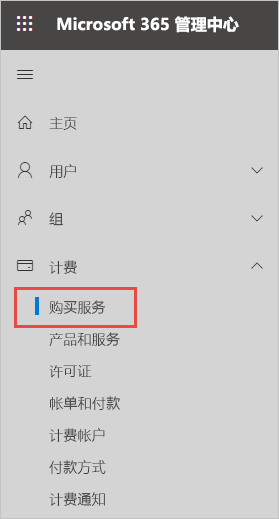 Microsoft 365 管理中心
主页
用户
组
计费
购买服务
产品和服务
许可证
帐单和付款
计费帐户
付款方式
计费通知